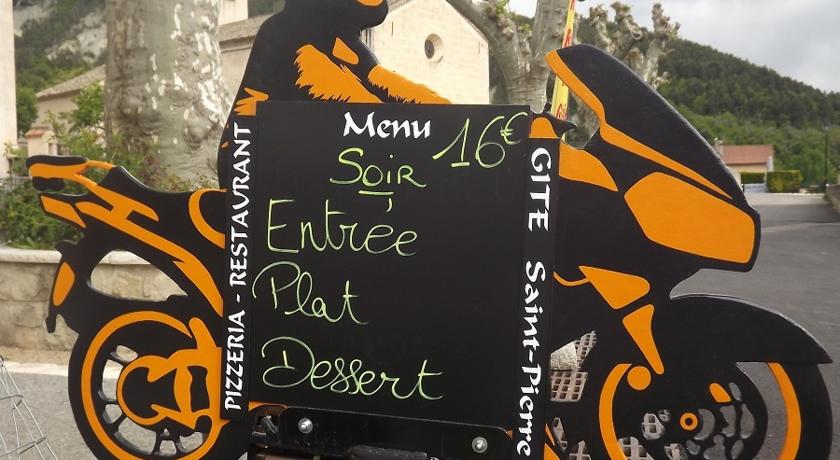 PIZZERIA - RESTAURANT
Menu 16€
Soir
Entrée
Plat
Dessert
GITE Saint-Pierre